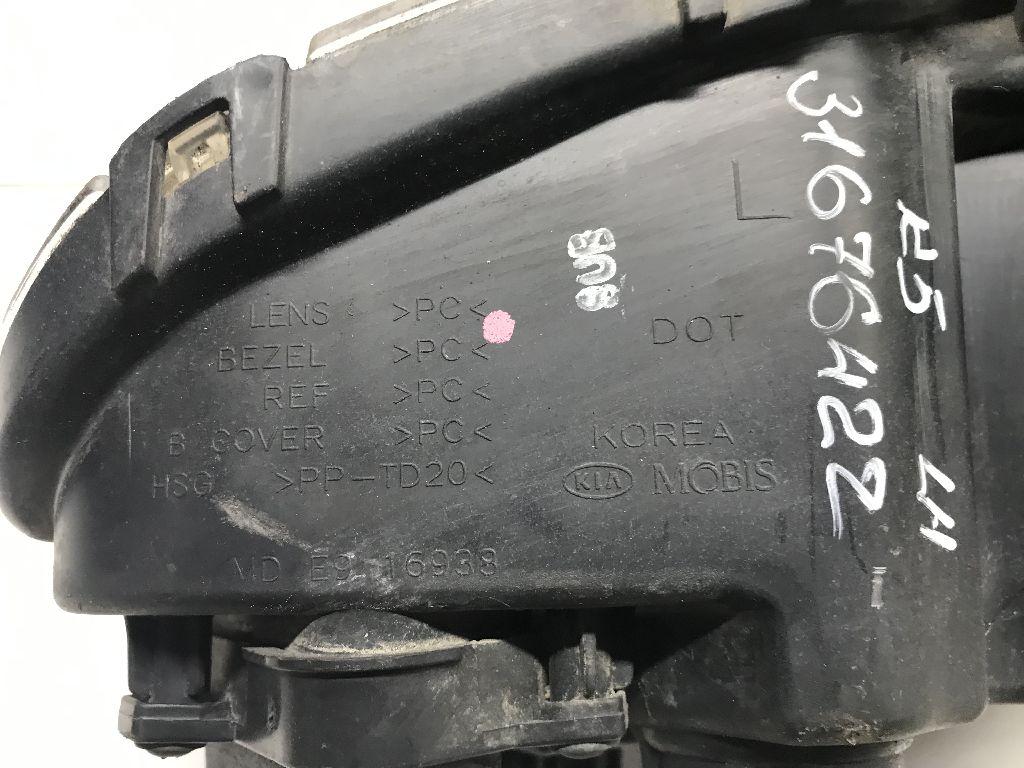 L
DOT
LENS >PC<
BEZEL >PC<
REF >PC<
B COVER >PC<
HSG >PP-TD20<
KOREA
KIA MOBIS
MD E9 16938
31676422
LH